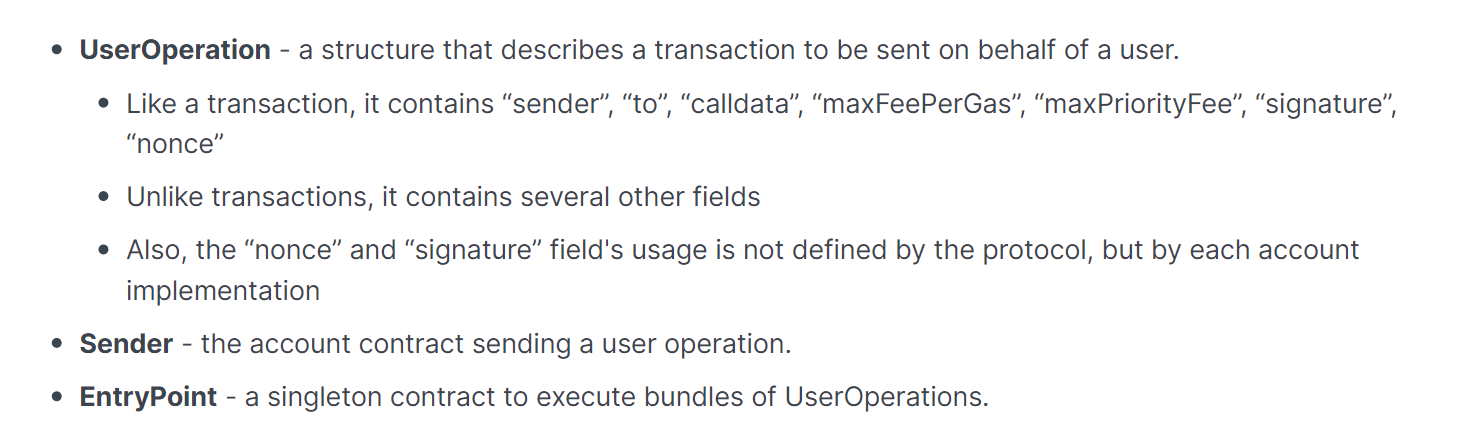 • UserOperation - a structure that describes a transaction to be sent on behalf of a user.
• Like a transaction, it contains “sender”, “to”, “calldata”, “maxFeePerGas”, “maxPriorityFee”, “signature”,
“nonce”
• Unlike transactions, it contains several other fields
• Also, the “nonce” and “signature” field's usage is not defined by the protocol, but by each account
implementation
• Sender - the account contract sending a user operation.
• EntryPoint - a singleton contract to execute bundles of UserOperations.